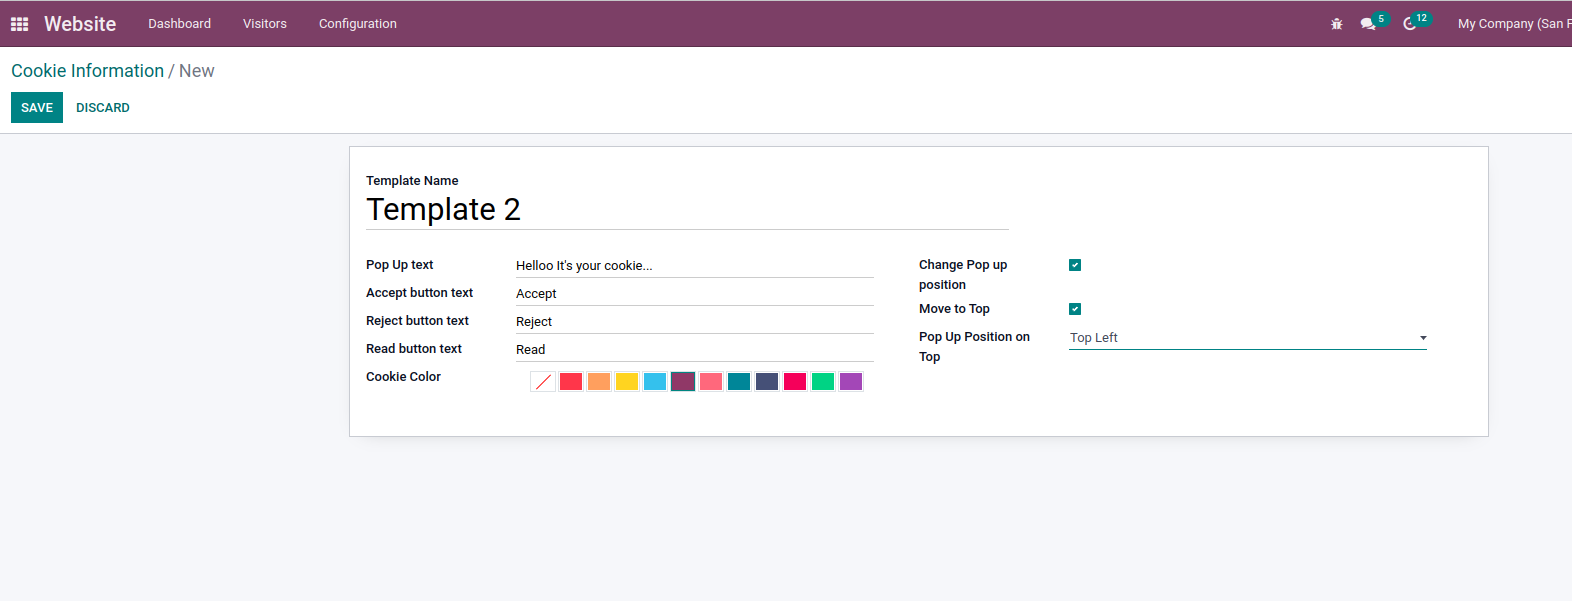 Website Dashboard Visitors Configuration 5 12 My Company (San F
Cookie Information / New
SAVE DISCARD
Template Name
Template 2
Pop Up text Helloo It's your cookie...
Accept button text Accept
Reject button text Reject
Read button text Read
Cookie Color
Change Pop up
position
Move to Top
Pop Up Position on Top Left
Top